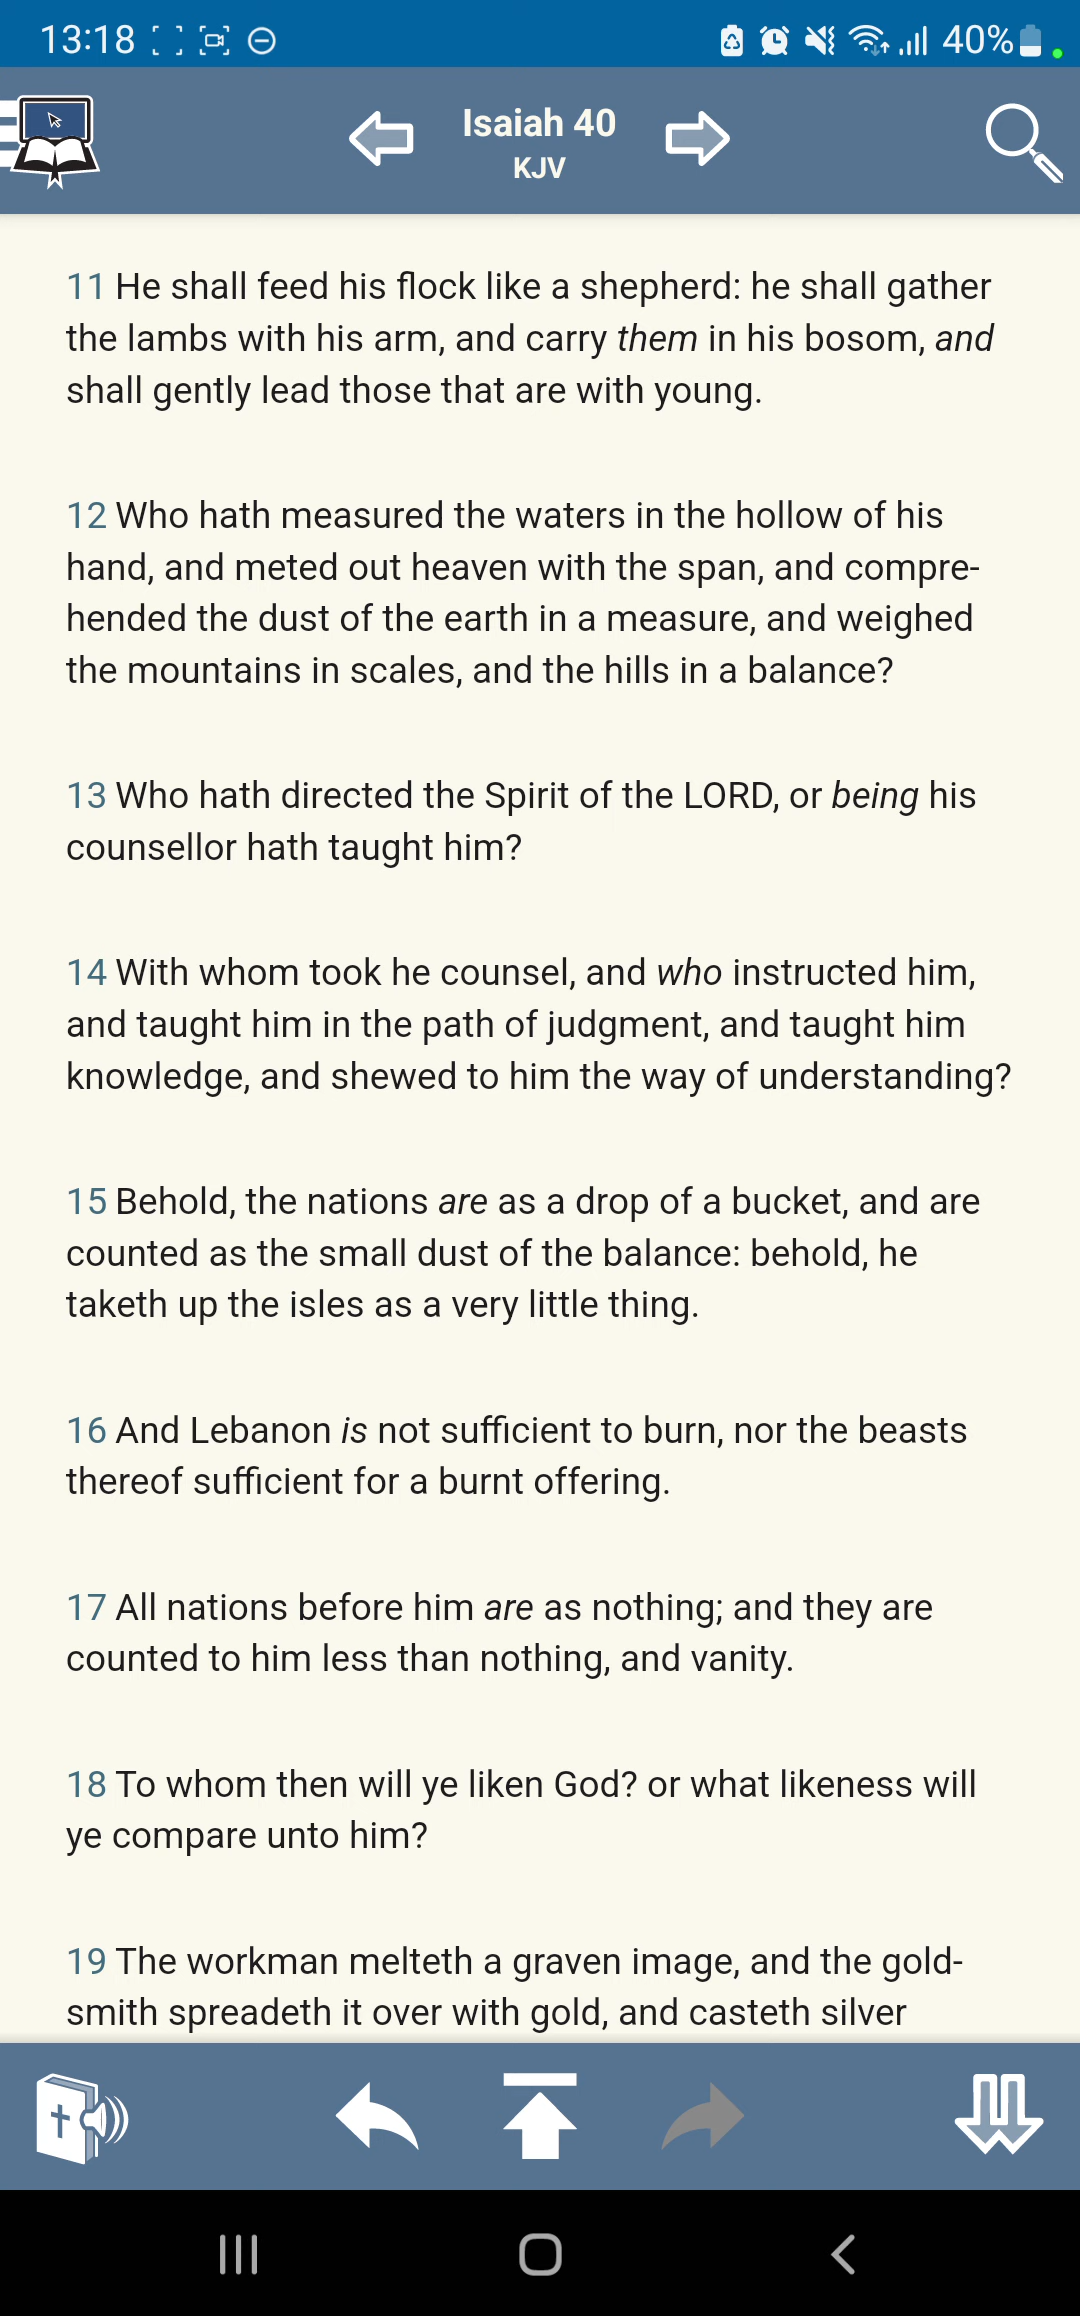 13:18
40%
Isaiah 40
KJV
11 He shall feed his flock like a shepherd: he shall gather
the lambs with his arm, and carry them in his bosom, and
shall gently lead those that are with young.
12 Who hath measured the waters in the hollow of his
hand, and meted out heaven with the span, and compre-
hended the dust of the earth in a measure, and weighed
the mountains in scales, and the hills in a balance?
13 Who hath directed the Spirit of the LORD, or being his
counsellor hath taught him?
14 With whom took he counsel, and who instructed him,
and taught him in the path of judgment, and taught him
knowledge, and shewed to him the way of understanding?
15 Behold, the nations are as a drop of a bucket, and are
counted as the small dust of the balance: behold, he
taketh up the isles as a very little thing.
16 And Lebanon is not sufficient to burn, nor the beasts
thereof sufficient for a burnt offering.
17 All nations before him are as nothing; and they are
counted to him less than nothing, and vanity.
18 To whom then will ye liken God? or what likeness will
ye compare unto him?
19 The workman melteth a graven image, and the gold-
smith spreadeth it over with gold, and casteth silver